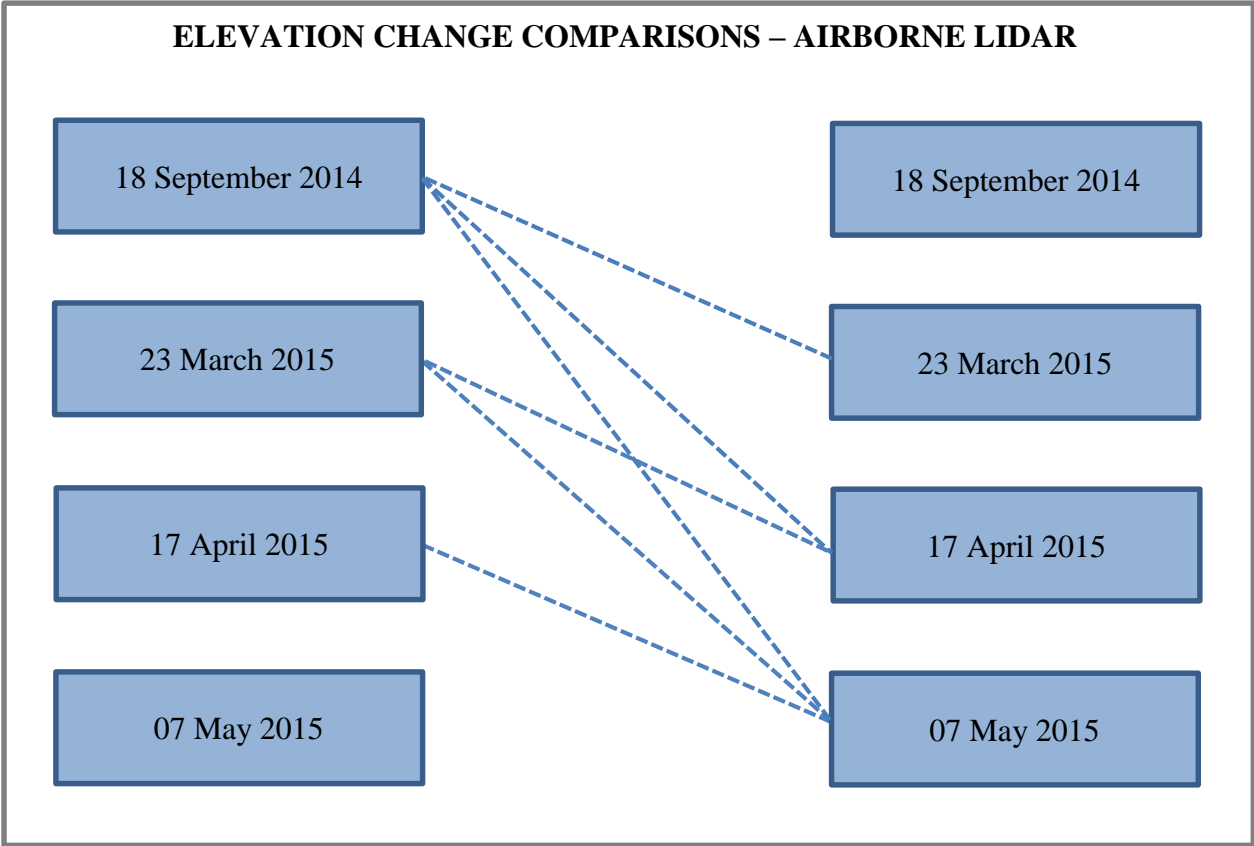 ELEVATION CHANGE COMPARISONS – AIRBORNE LIDAR
18 September 2014
18 September 2014
23 March 2015
23 March 2015
17 April 2015
17 April 2015
07 May 2015
07 May 2015